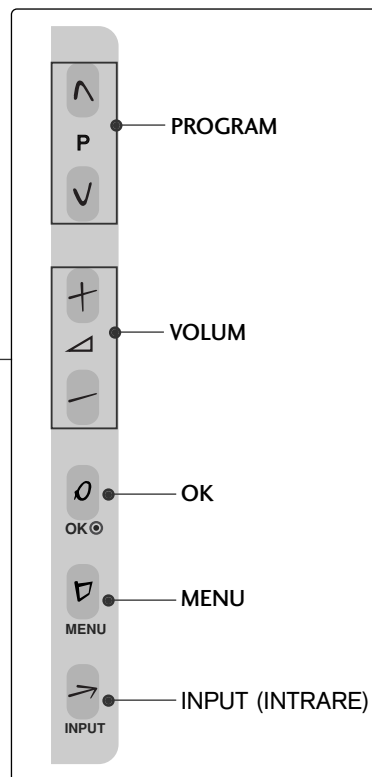 P
PROGRAM
VOLUM
OK
OK
MENU
MENU
INPUT
INPUT (INTRARE)